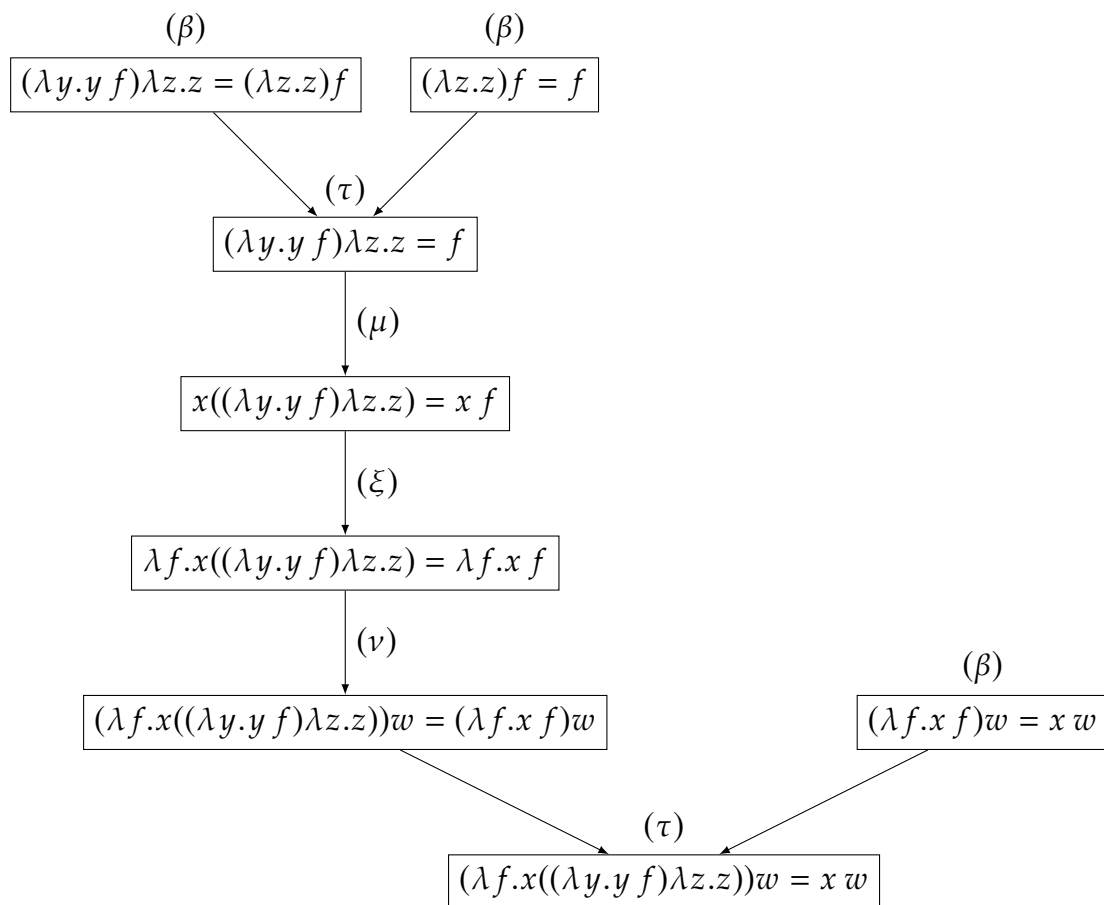 (β) (β)
(λy.y f)λz.z = (λz.z)f (λz.z)f = f
(τ)
(λy.y f)λz.z = f
(μ)
x((λy.y f)λz.z) = x f
(ξ)
λf.x((λy.y f)λz.z) = λf.x f
(ν)
(β)
(λf.x((λy.y f)λz.z))w = (λf.x f)w (λf.x f)w = x w
(τ)
(λf.x((λy.y f)λz.z))w = x w